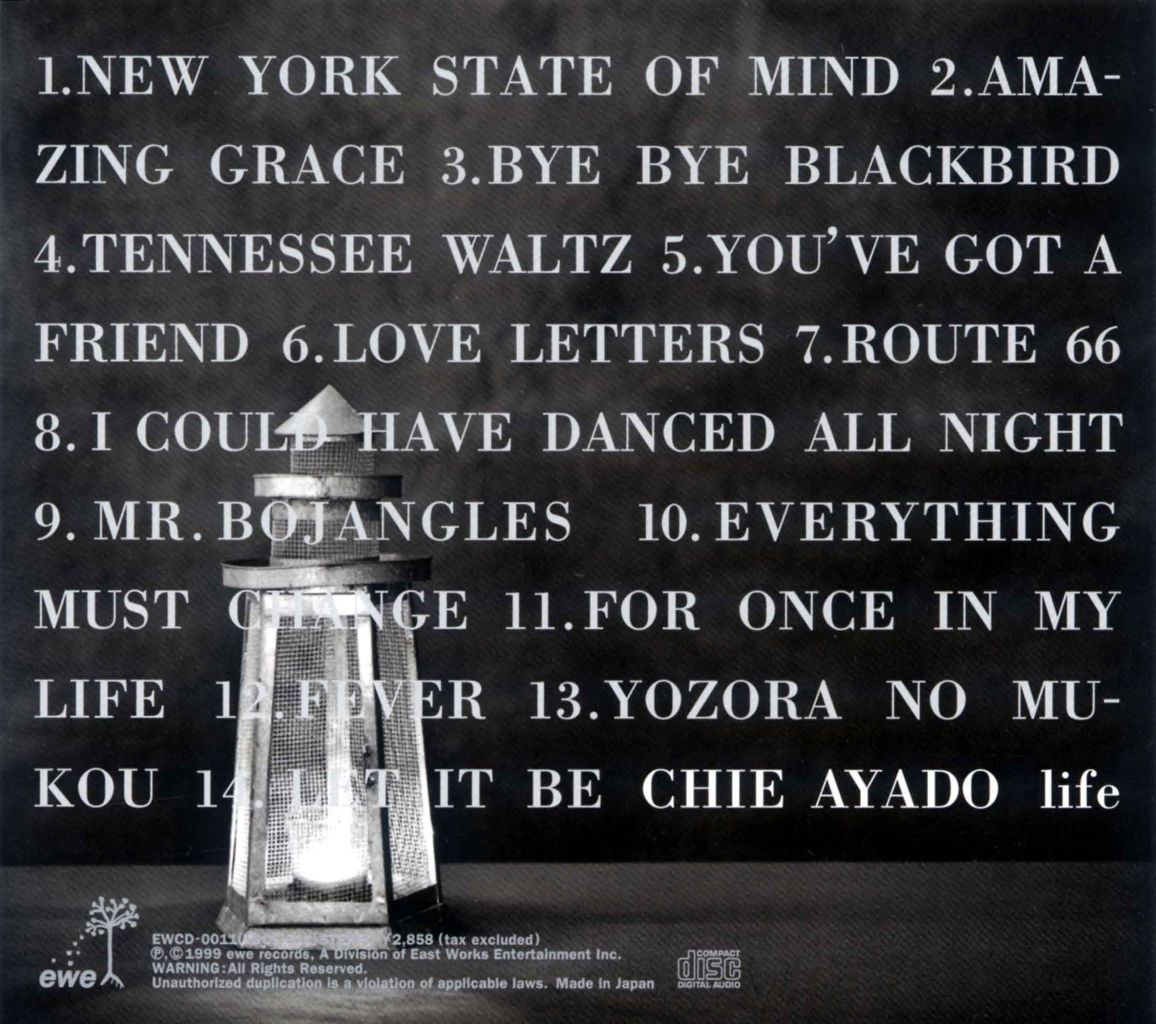 1.NEW YORK STATE OF MIND 2.AMA-
ZING GRACE 3.BYE BYE BLACKBIRD
4.TENNESSEE WALTZ 5.YOU'VE GOT A
FRIEND 6.LOVE LETTERS 7.ROUTE 66
8. I COULD HAVE DANCED ALL NIGHT
9. MR. BOJANGLES 10. EVERYTHING
MUST CHANGE 11.FOR ONCE IN MY
LIFE 12.FEVER 13.YOZORA NO MU-
KOU 14. LET IT BE CHIE AYADO life
ewe
EWCD-0011 ¥2,858 (tax excluded)
℗,©1999 ewe records, A Division of East Works Entertainment Inc.
WARNING:All Rights Reserved.
Unauthorized duplication is a violation of applicable laws. Made in Japan
COMPACT
disc
DIGITAL AUDIO